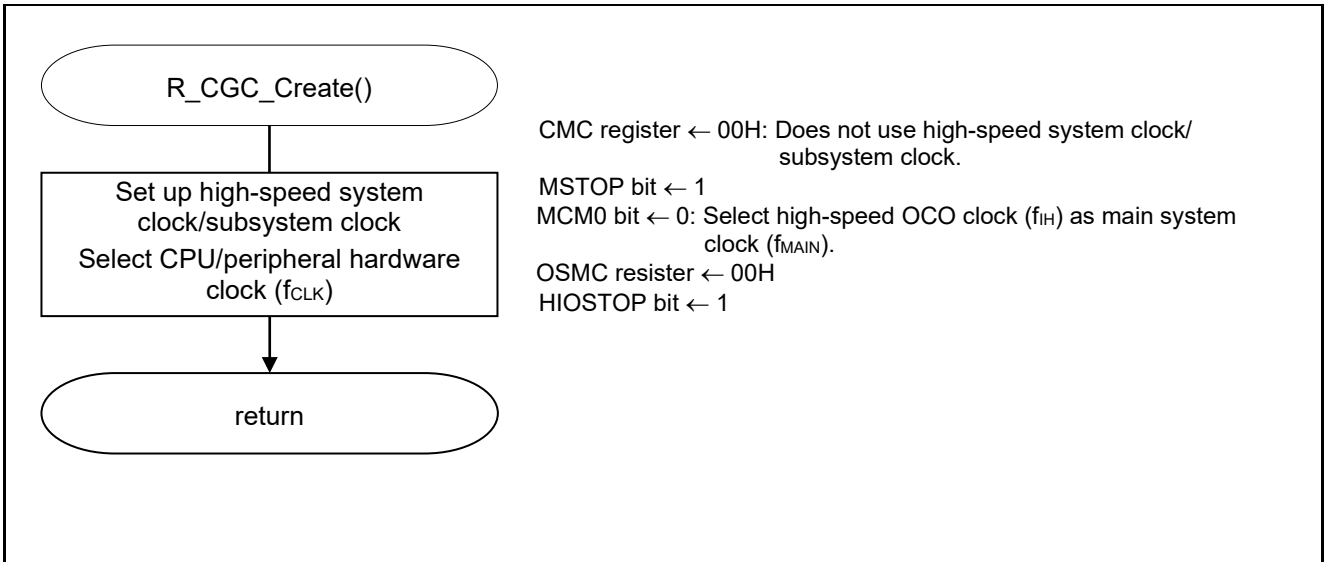 R_CGC_Create()
Set up high-speed system
clock/subsystem clock
Select CPU/peripheral hardware
clock (fCLK)
return
CMC register ← 00H: Does not use high-speed system clock/
subsystem clock.
MSTOP bit ← 1
MCM0 bit ← 0: Select high-speed OCO clock (fIH) as main system
clock (fMAIN).
OSMC resister ← 00H
HIOSTOP bit ← 1